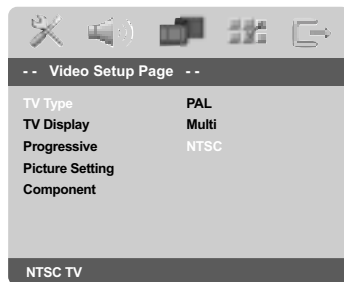 - - Video Setup Page - -
TV Type PAL
TV Display Multi
Progressive NTSC
Picture Setting
Component
NTSC TV